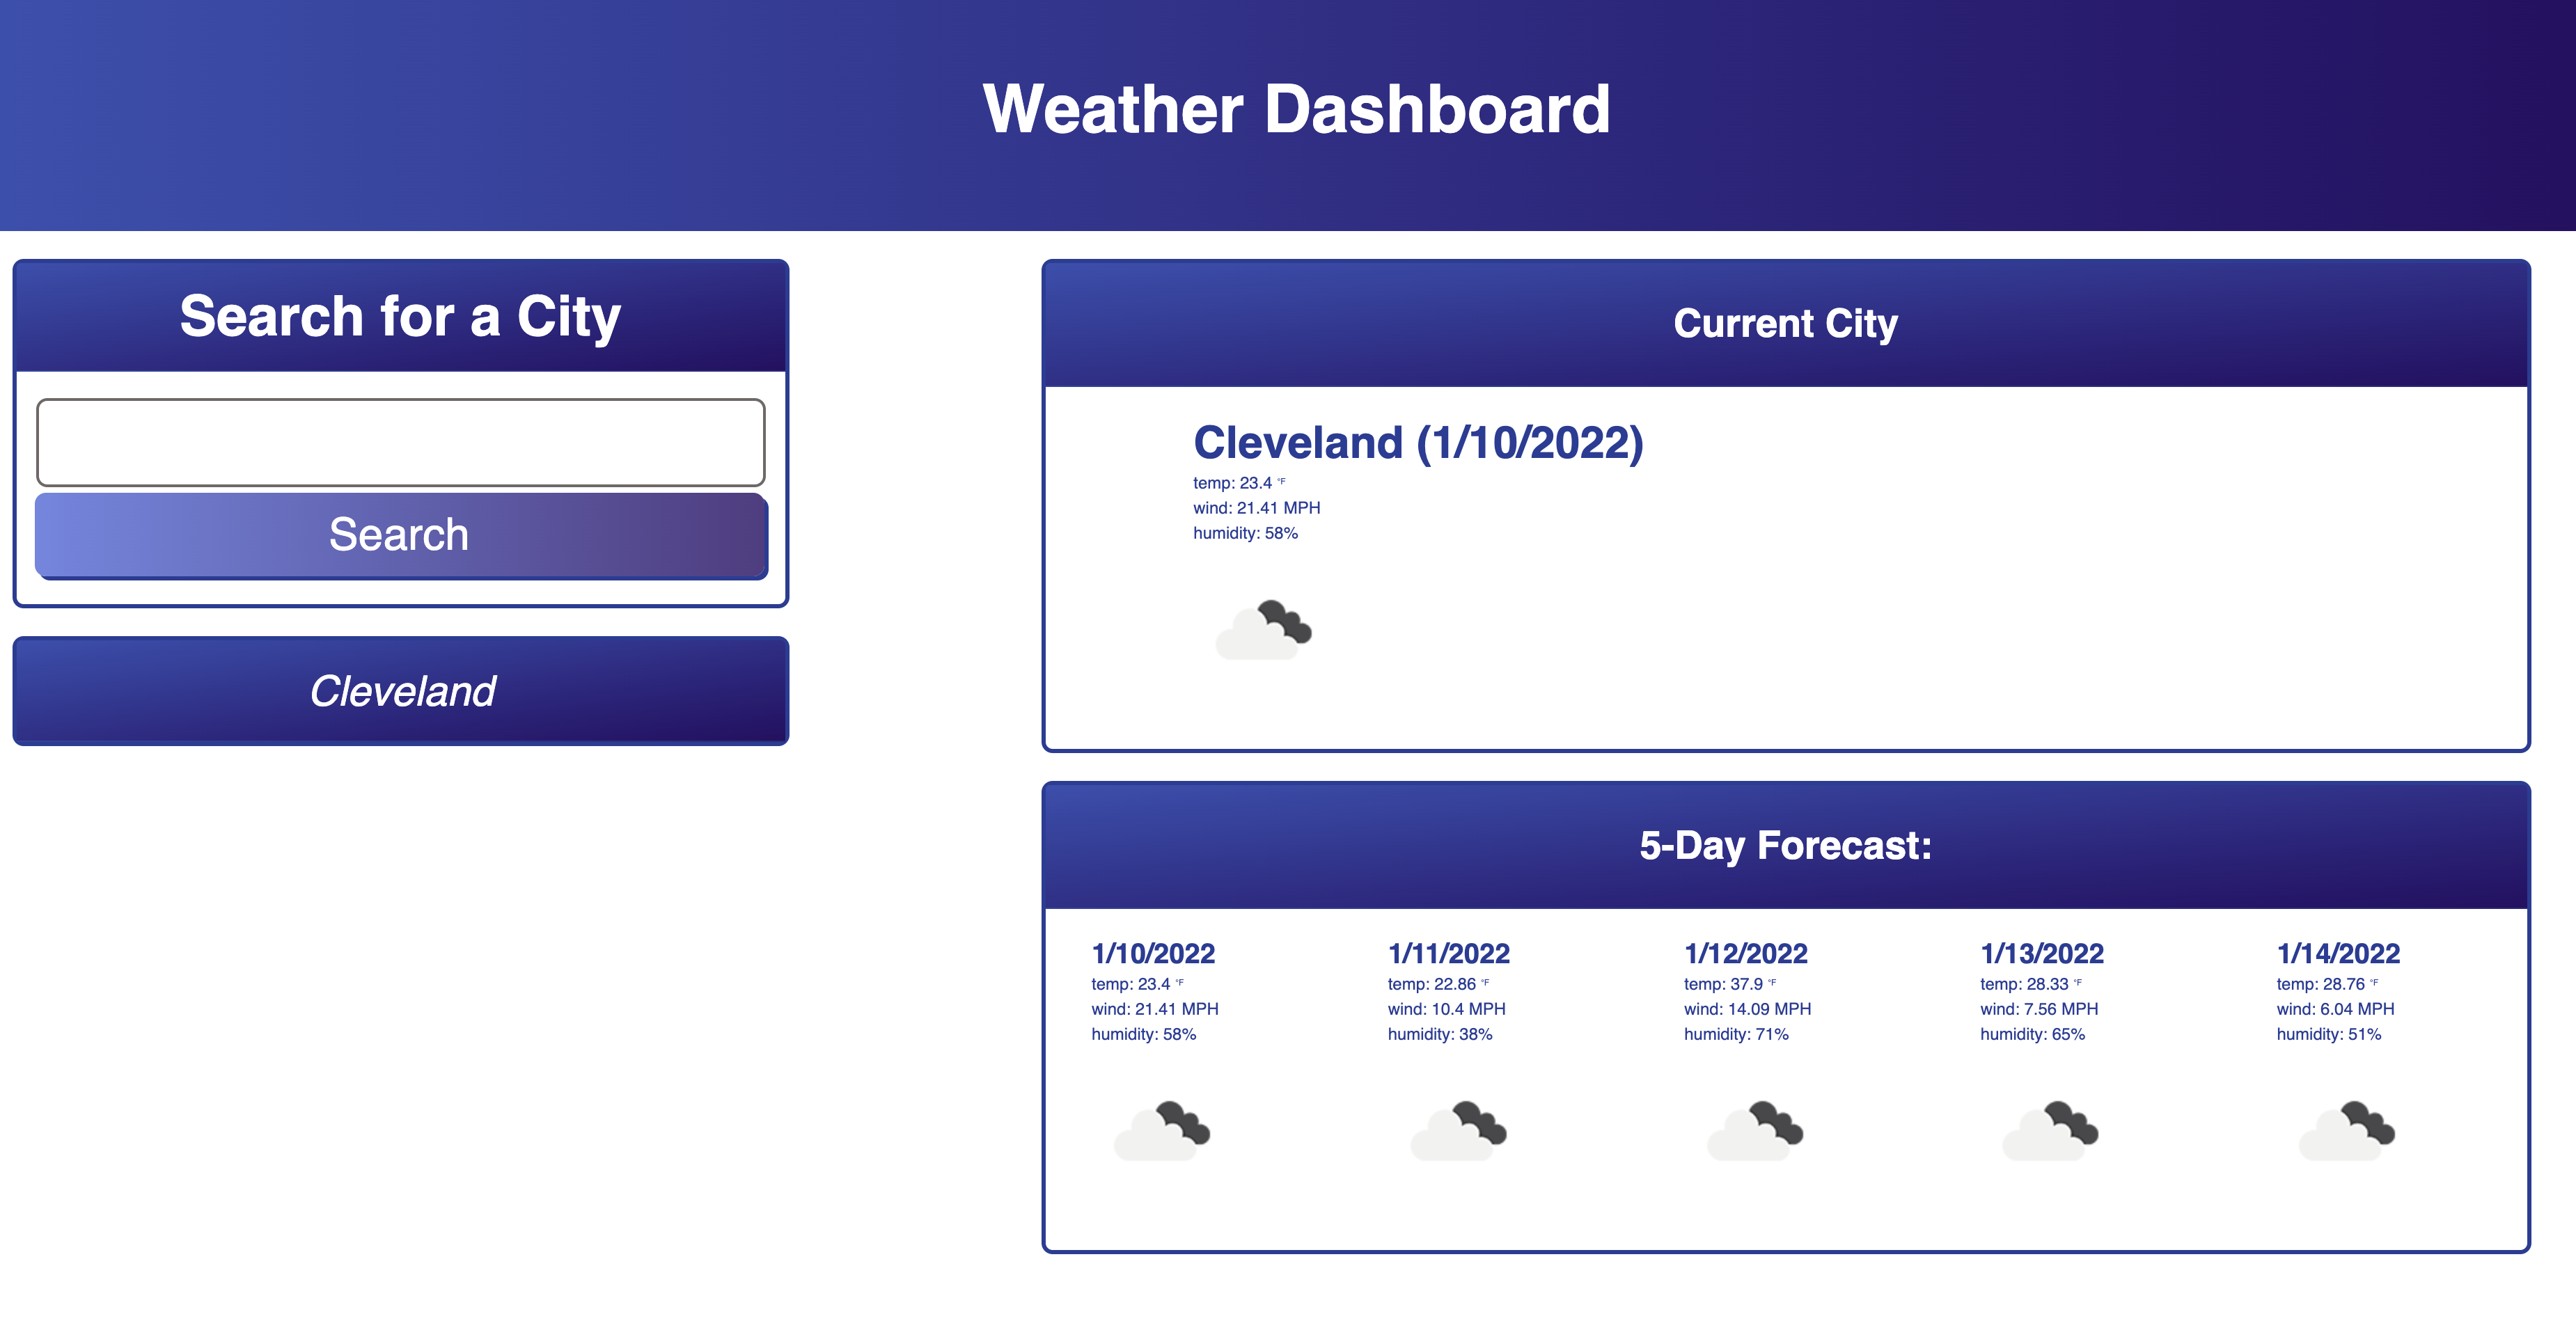 Weather Dashboard
Search for a City
Search
Cleveland
Current City
Cleveland (1/10/2022)
temp: 23.4 °F
wind: 21.41 MPH
humidity: 58%
5-Day Forecast:
1/10/2022
temp: 23.4 °F
wind: 21.41 MPH
humidity: 58%
1/11/2022
temp: 22.86 °F
wind: 10.4 MPH
humidity: 38%
1/12/2022
temp: 37.9 °F
wind: 14.09 MPH
humidity: 71%
1/13/2022
temp: 28.33 °F
wind: 7.56 MPH
humidity: 65%
1/14/2022
temp: 28.76 °F
wind: 6.04 MPH
humidity: 51%